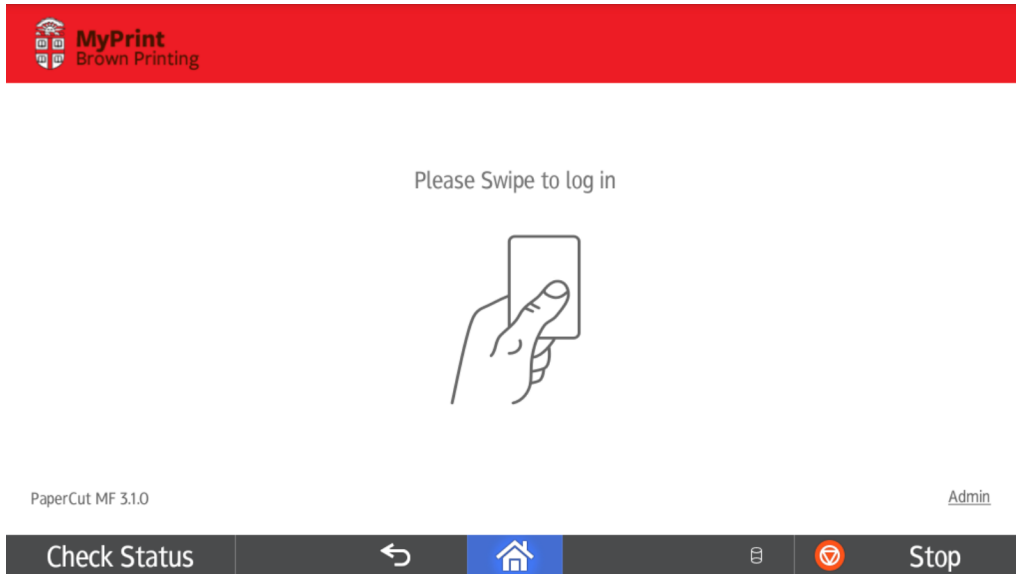 MyPrint
Brown Printing
Please Swipe to log in
PaperCut MF 3.1.0
Admin
Check Status
Stop